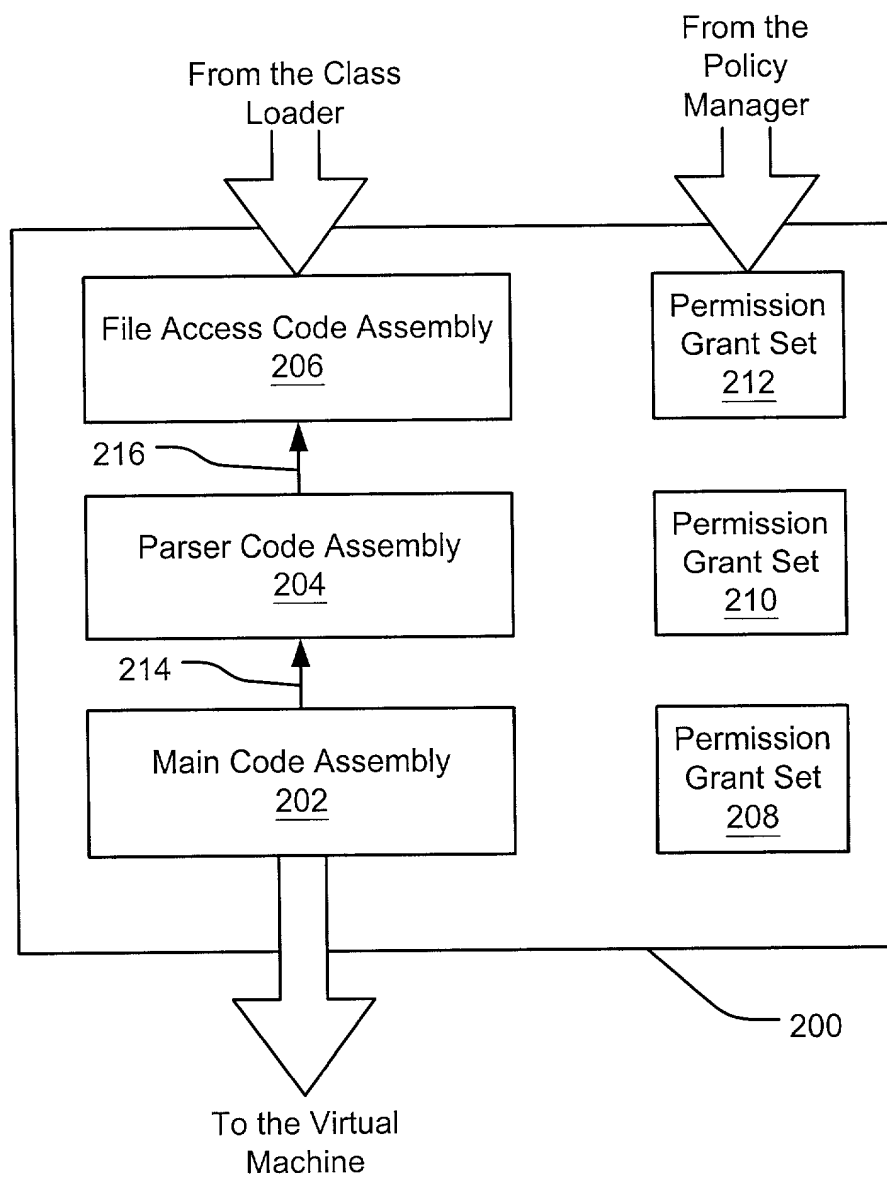 From the Class
Loader
From the
Policy
Manager
File Access Code Assembly
206
Permission
Grant Set
212
216
Parser Code Assembly
204
Permission
Grant Set
210
214
Main Code Assembly
202
Permission
Grant Set
208
200
To the Virtual
Machine